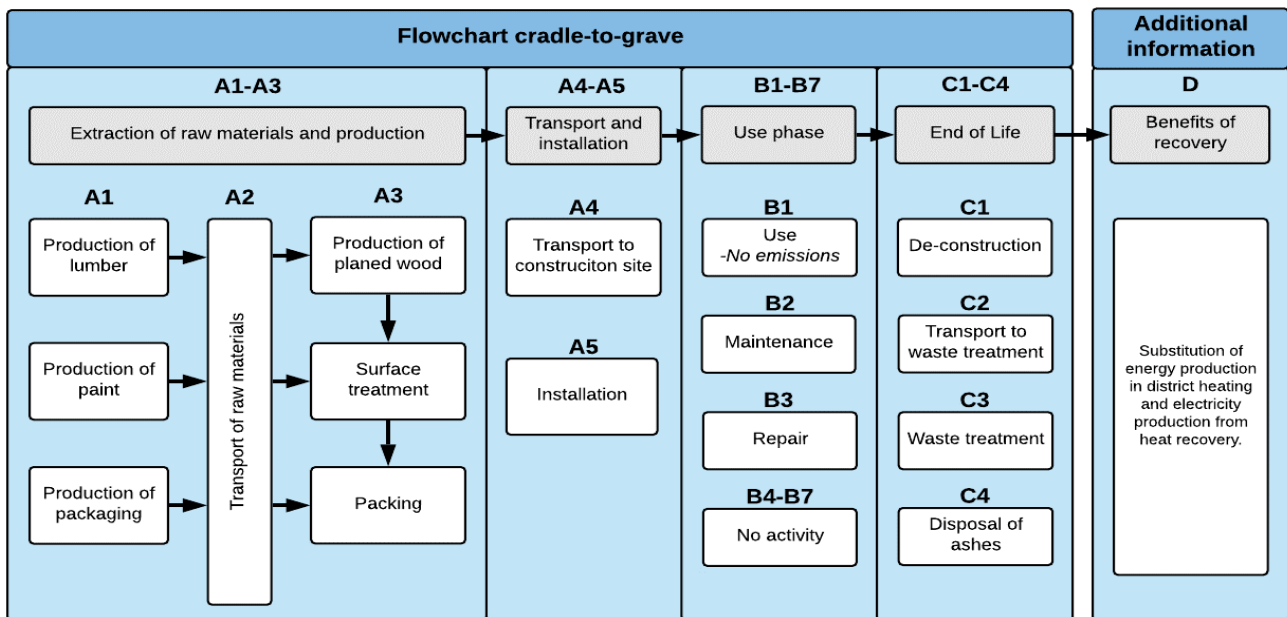 Flowchart cradle-to-grave
Additional
information
A1-A3
A4-A5
B1-B7
C1-C4
D
Extraction of raw materials and production
Transport and
installation
Use phase
End of Life
Benefits of
recovery
A1
A2
A3
Production of
lumber
Production of
paint
Production of
packaging
Transport of raw materials
Production of
planed wood
Surface
treatment
Packing
A4
Transport to
construciton site
A5
Installation
B1
Use
-No emissions
B2
Maintenance
B3
Repair
B4-B7
No activity
C1
De-construction
C2
Transport to
waste treatment
C3
Waste treatment
C4
Disposal of
ashes
Substitution of
energy production
in district heating
and electricity
production from
heat recovery.